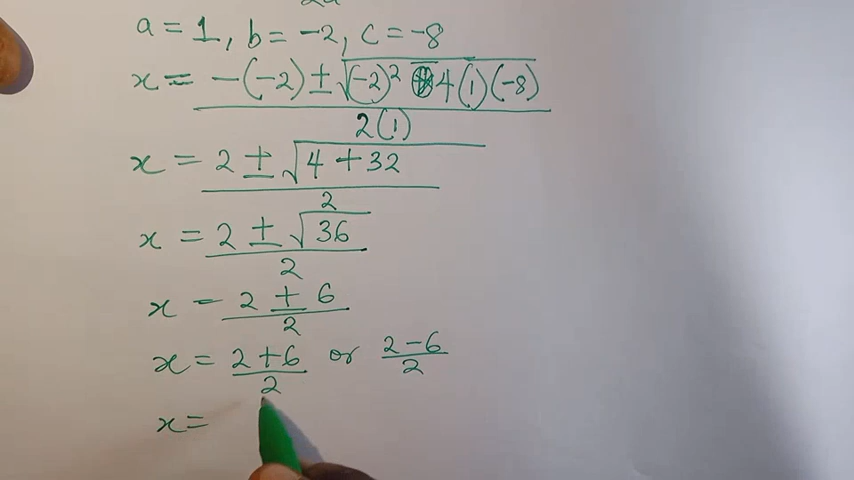 2a
a = 1, b = -2, c = -8
x = -(-2) ± √(-2)² 4(1)(-8)
2(1)
x = 2 ± √4 + 32
2
x = 2 ± √36
2
x = 2 ± 6
2
x = 2 + 6 or 2 - 6
2 2
x =